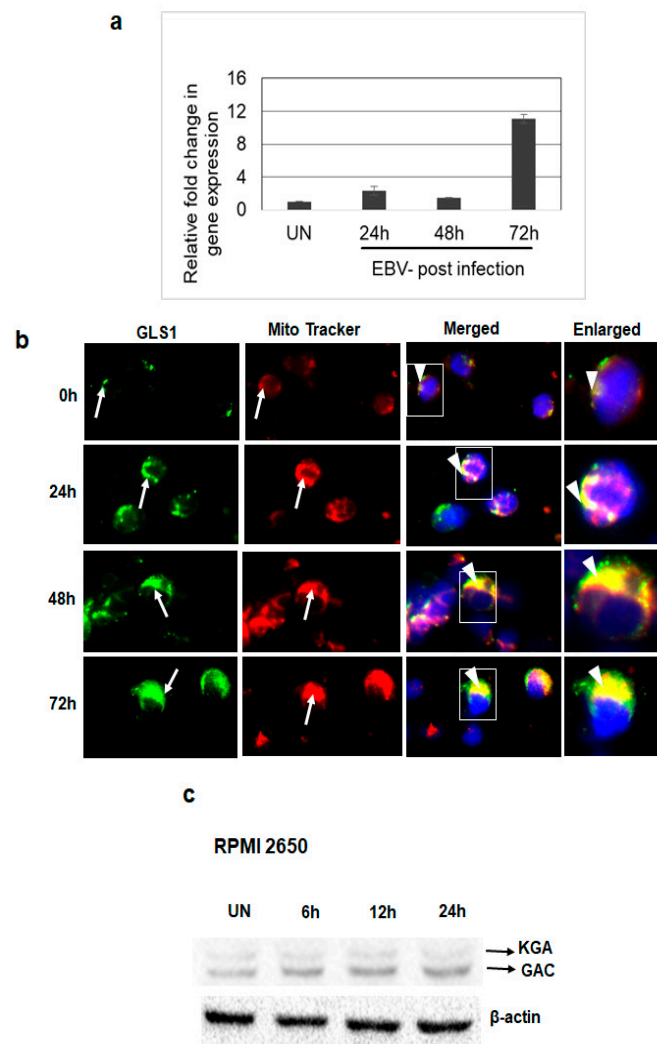 a
Relative fold change in
gene expression
16
12
8
4
0
UN 24h 48h 72h
EBV- post infection
b
GLS1 Mito Tracker Merged Enlarged
0h
24h
48h
72h
c
RPMI 2650
UN 6h 12h 24h
KGA
GAC
β-actin